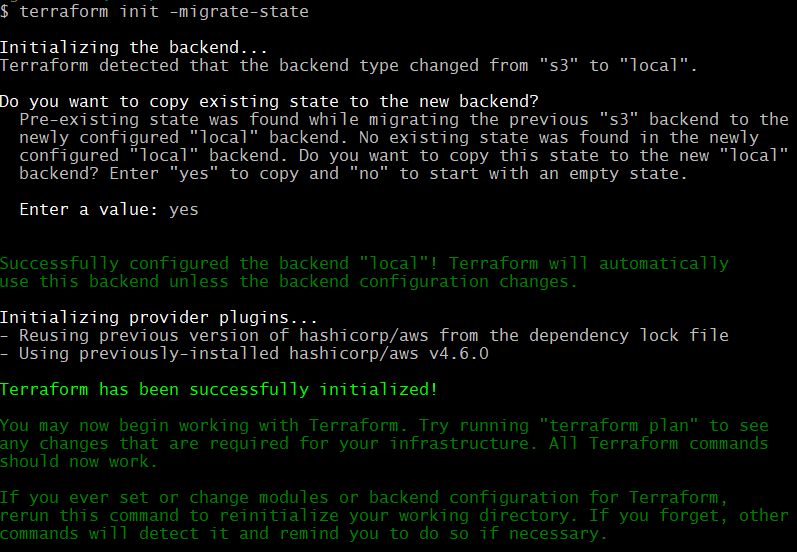 $ terraform init -migrate-state
Initializing the backend...
Terraform detected that the backend type changed from "s3" to "local".
Do you want to copy existing state to the new backend?
Pre-existing state was found while migrating the previous "s3" backend to the
newly configured "local" backend. No existing state was found in the newly
configured "local" backend. Do you want to copy this state to the new "local"
backend? Enter "yes" to copy and "no" to start with an empty state.
Enter a value: yes
Successfully configured the backend "local"! Terraform will automatically
use this backend unless the backend configuration changes.
Initializing provider plugins...
- Reusing previous version of hashicorp/aws from the dependency lock file
- Using previously-installed hashicorp/aws v4.6.0
Terraform has been successfully initialized!
You may now begin working with Terraform. Try running "terraform plan" to see
any changes that are required for your infrastructure. All Terraform commands
should now work.
If you ever set or change modules or backend configuration for Terraform,
rerun this command to reinitialize your working directory. If you forget, other
commands will detect it and remind you to do so if necessary.